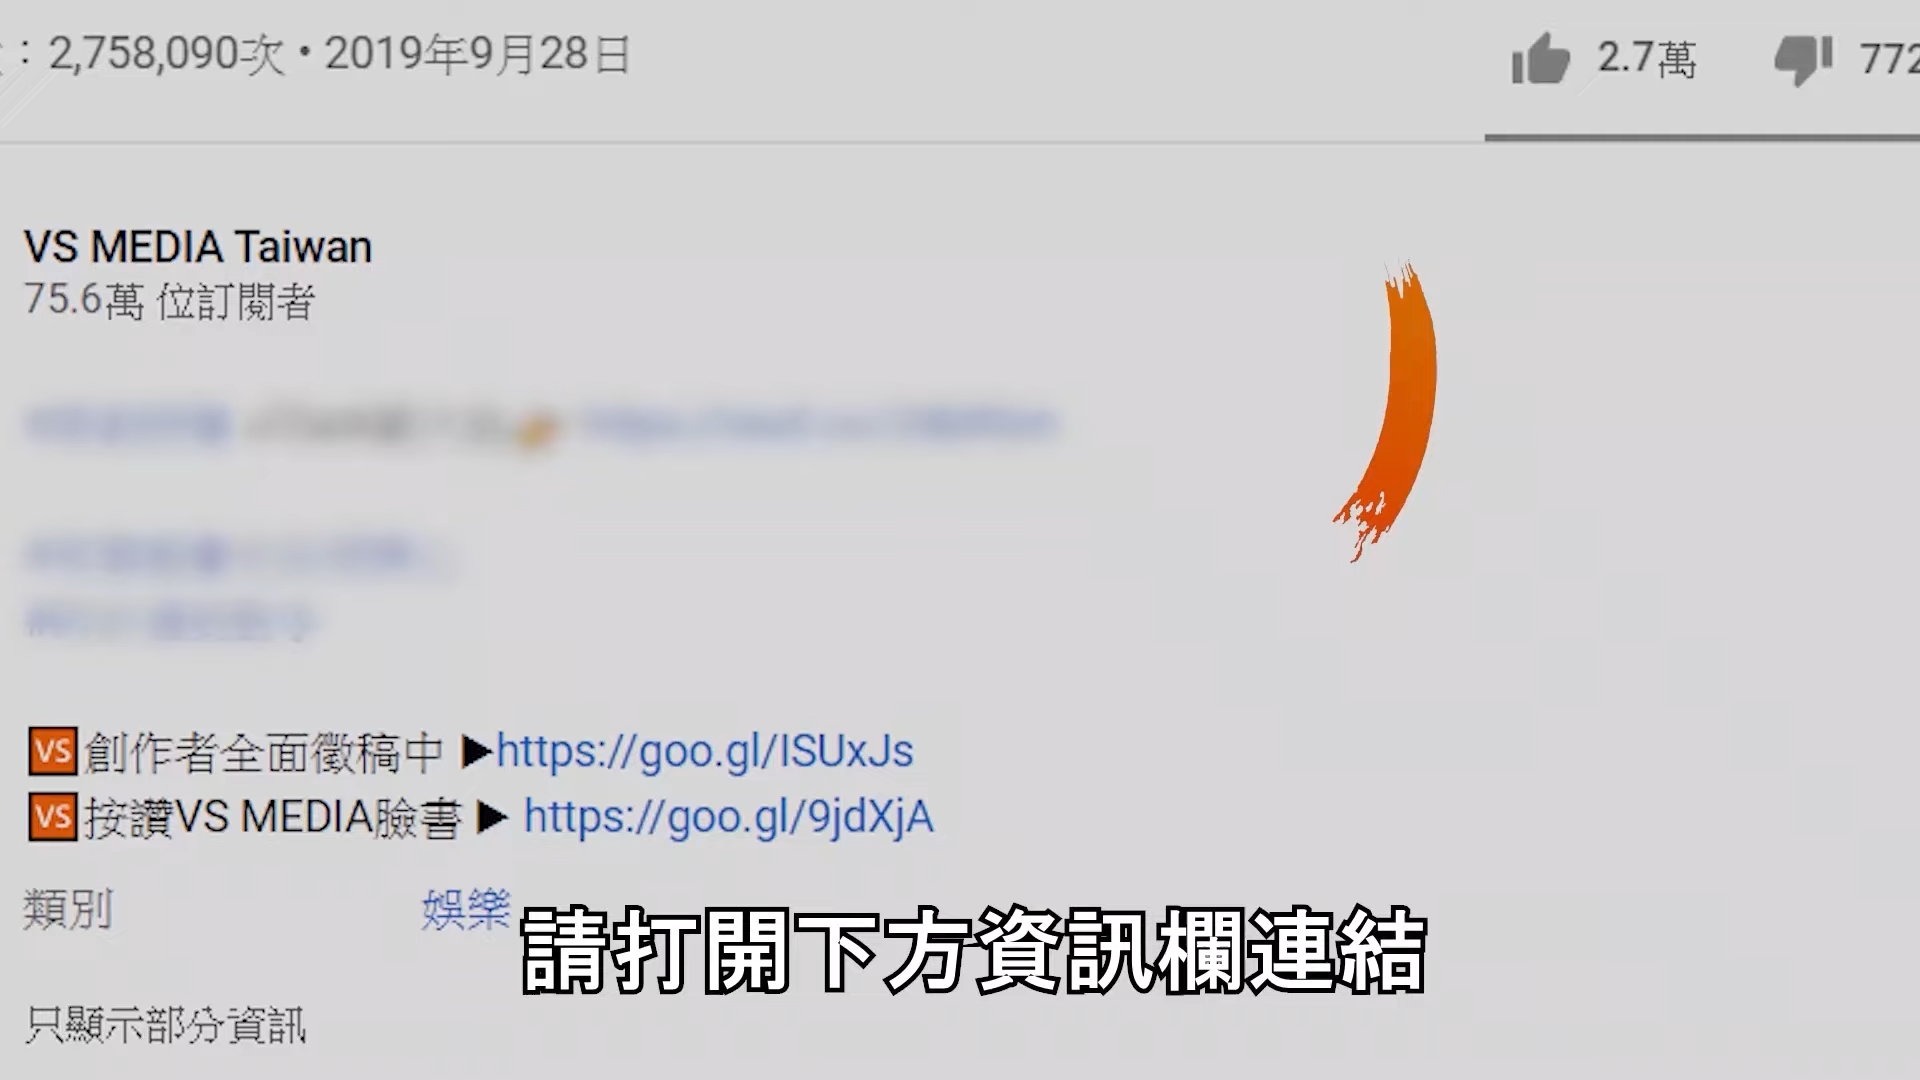 ：2,758,090次 • 2019年9月28日
2.7萬
772
VS MEDIA Taiwan
75.6萬 位訂閱者
VS創作者全面徵稿中 ▶https://goo.gl/ISUxJs
VS按讚VS MEDIA臉書 ▶ https://goo.gl/9jdXjA
類別 娛樂
請打開下方資訊欄連結
只顯示部分資訊